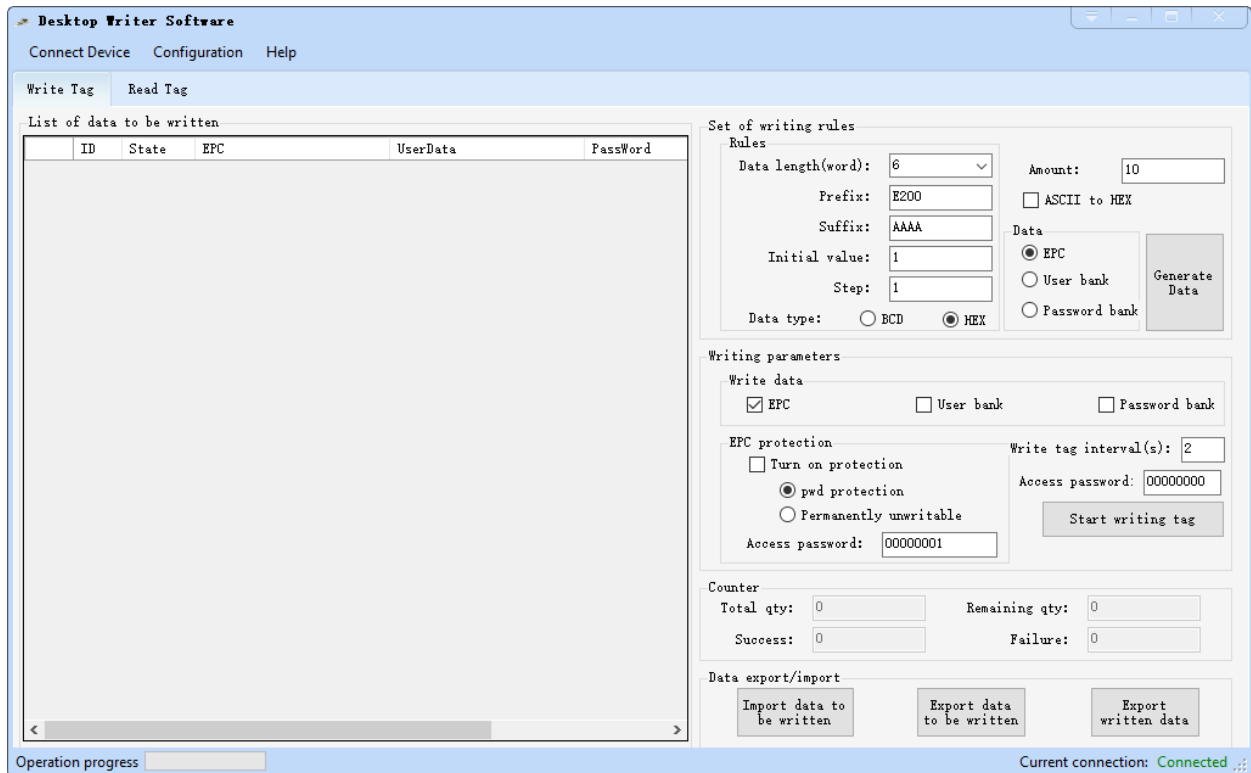 Desktop Writer Software
Connect Device Configuration Help
Write Tag Read Tag
List of data to be written
ID State EPC UserData PassWord
Set of writing rules
Rules
Data length(word): 6
Prefix: E200
Suffix: AAAA
Initial value: 1
Step: 1
Data type: BCD HEX
Amount: 10
ASCII to HEX
Data
EPC
User bank
Password bank
Generate
Data
Writing parameters
Write data
EPC User bank Password bank
EPC protection
Turn on protection
pwd protection
Permanently unwritable
Access password: 00000001
Write tag interval(s): 2
Access password: 00000000
Start writing tag
Counter
Total qty: 0 Remaining qty: 0
Success: 0 Failure: 0
Data export/import
Import data to
be written
Export data
to be written
Export
written data
Operation progress
Current connection: Connected